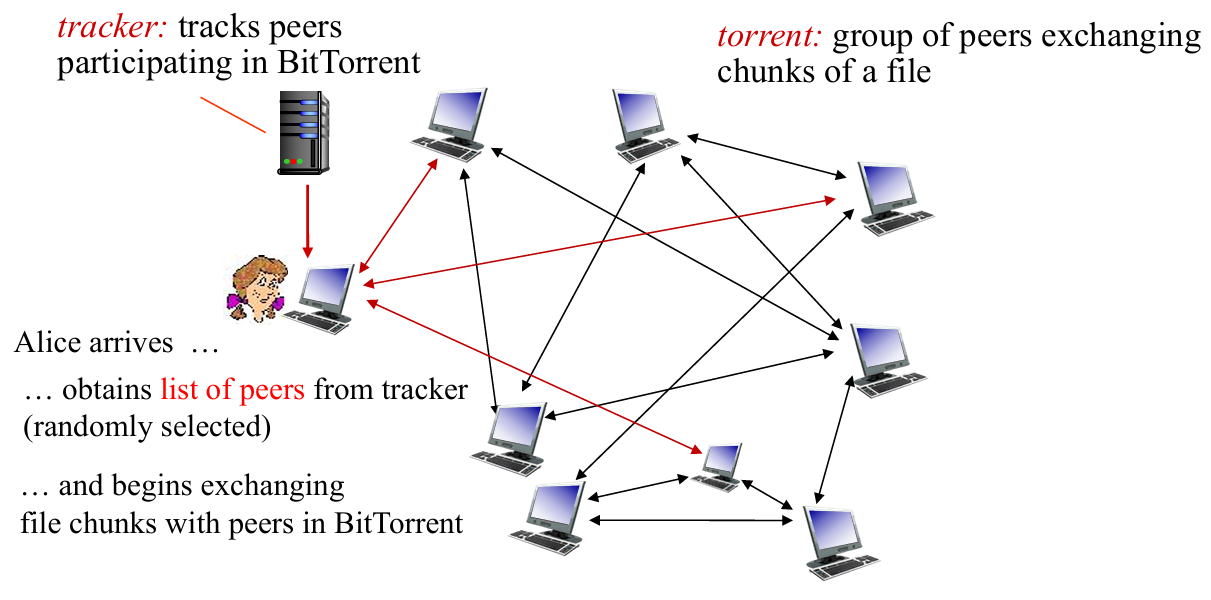 tracker: tracks peers
participating in BitTorrent
torrent: group of peers exchanging
chunks of a file
Alice arrives …
… obtains list of peers from tracker
(randomly selected)
… and begins exchanging
file chunks with peers in BitTorrent